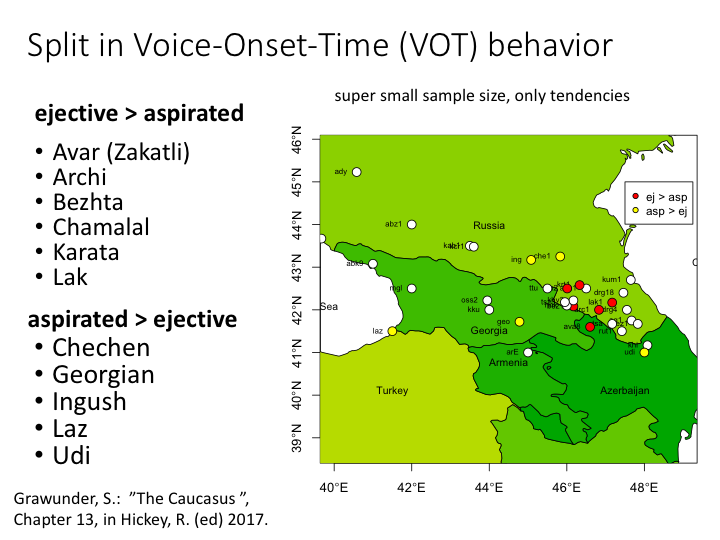 Split in Voice-Onset-Time (VOT) behavior
super small sample size, only tendencies
ejective > aspirated
• Avar (Zakatli)
• Archi
• Bezhta
• Chamalal
• Karata
• Lak
aspirated > ejective
• Chechen
• Georgian
• Ingush
• Laz
• Udi
Grawunder, S.: ”The Caucasus ”,
Chapter 13, in Hickey, R. (ed) 2017.
46°N
45°N
44°N
43°N
42°N
41°N
40°N
39°N
40°E
42°E
44°E
46°E
48°E
ej > asp
asp > ej
ady
abz1
Russia
ing
che1
kum1
mgl
ttu
drg18
oss2
kku
lak1
drg4
Sea
laz
geo
Georgia
rut1
udi
arE
Armenia
Turkey
Azerbaijan